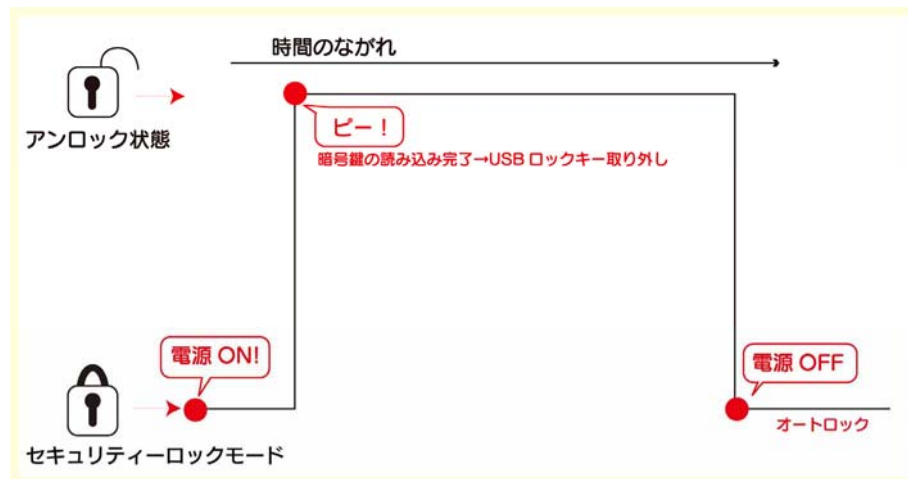 時間のながれ
アンロック状態
ピー！
暗号鍵の読み込み完了→USB ロックキー取り外し
電源 ON!
電源 OFF
オートロック
セキュリティーロックモード